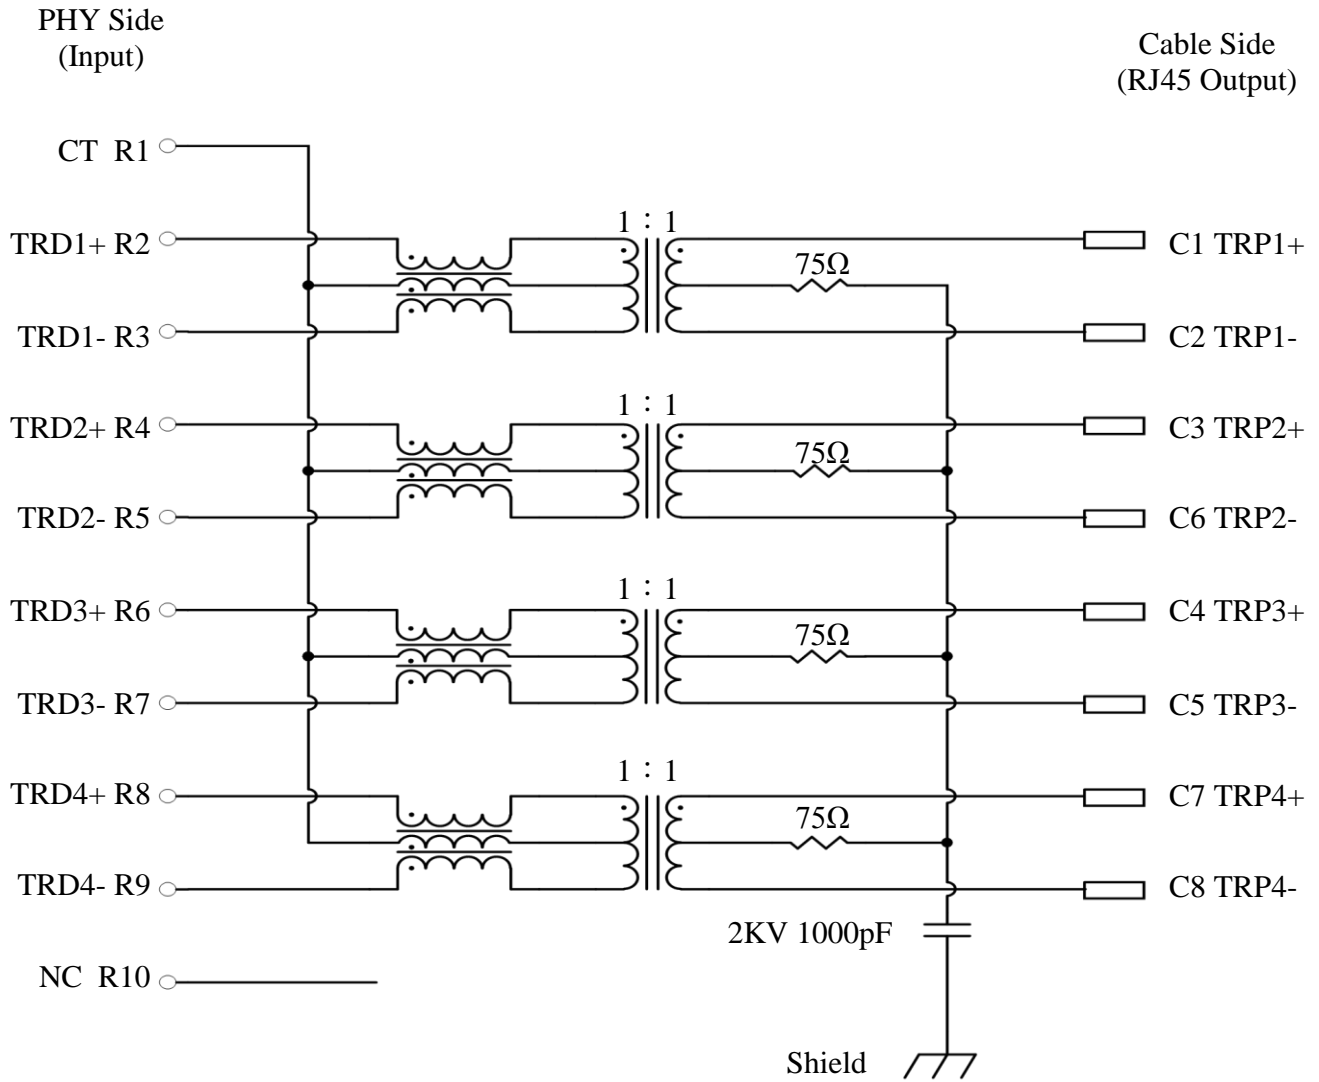 PHY Side
(Input)
Cable Side
(RJ45 Output)
CT R1
1 : 1
TRD1+ R2
75Ω
C1 TRP1+
TRD1- R3
C2 TRP1-
1 : 1
TRD2+ R4
75Ω
C3 TRP2+
TRD2- R5
C6 TRP2-
1 : 1
TRD3+ R6
75Ω
C4 TRP3+
TRD3- R7
C5 TRP3-
1 : 1
TRD4+ R8
75Ω
C7 TRP4+
TRD4- R9
C8 TRP4-
2KV 1000pF
NC R10
Shield